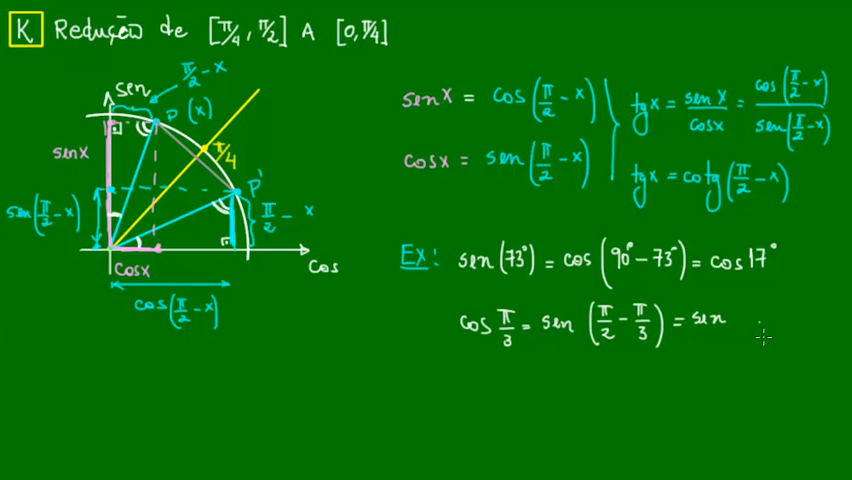 K Redução de [π/4, π/2] A [0, π/4]
sen
π/2 - x
P (x)
π/4
senx
P'
sen(π/2 - x)
π/2 - x
cosx
cos
cos(π/2 - x)
senx = cos(π/2 - x)
cosx = sen(π/2 - x)
tgx = senx/cosx = cos(π/2 - x)/sen(π/2 - x)
tgx = cotg(π/2 - x)
Ex: sen(73°) = cos(90° - 73°) = cos 17°
cos π/3 = sen (π/2 - π/3) = sen